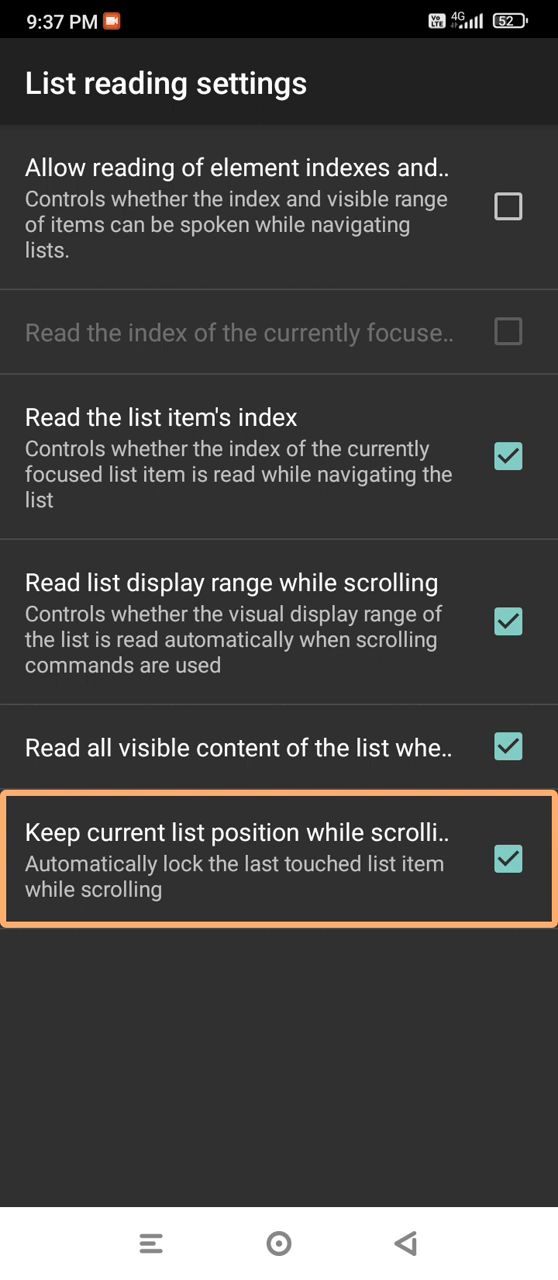 9:37 PM Vo LTE 4G 52
List reading settings
Allow reading of element indexes and..
Controls whether the index and visible range
of items can be spoken while navigating
lists.
Read the index of the currently focuse..
Read the list item's index
Controls whether the index of the currently
focused list item is read while navigating the
list
Read list display range while scrolling
Controls whether the visual display range of
the list is read automatically when scrolling
commands are used
Read all visible content of the list whe..
Keep current list position while scrolli..
Automatically lock the last touched list item
while scrolling